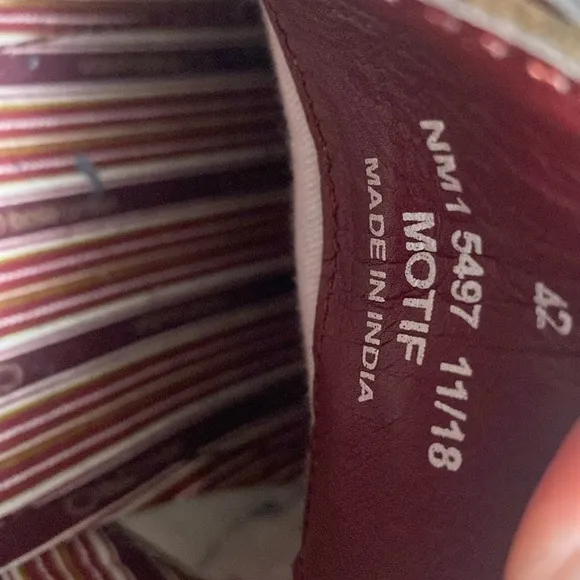 42
NM1 5497 11/18
MOTIF
MADE IN INDIA